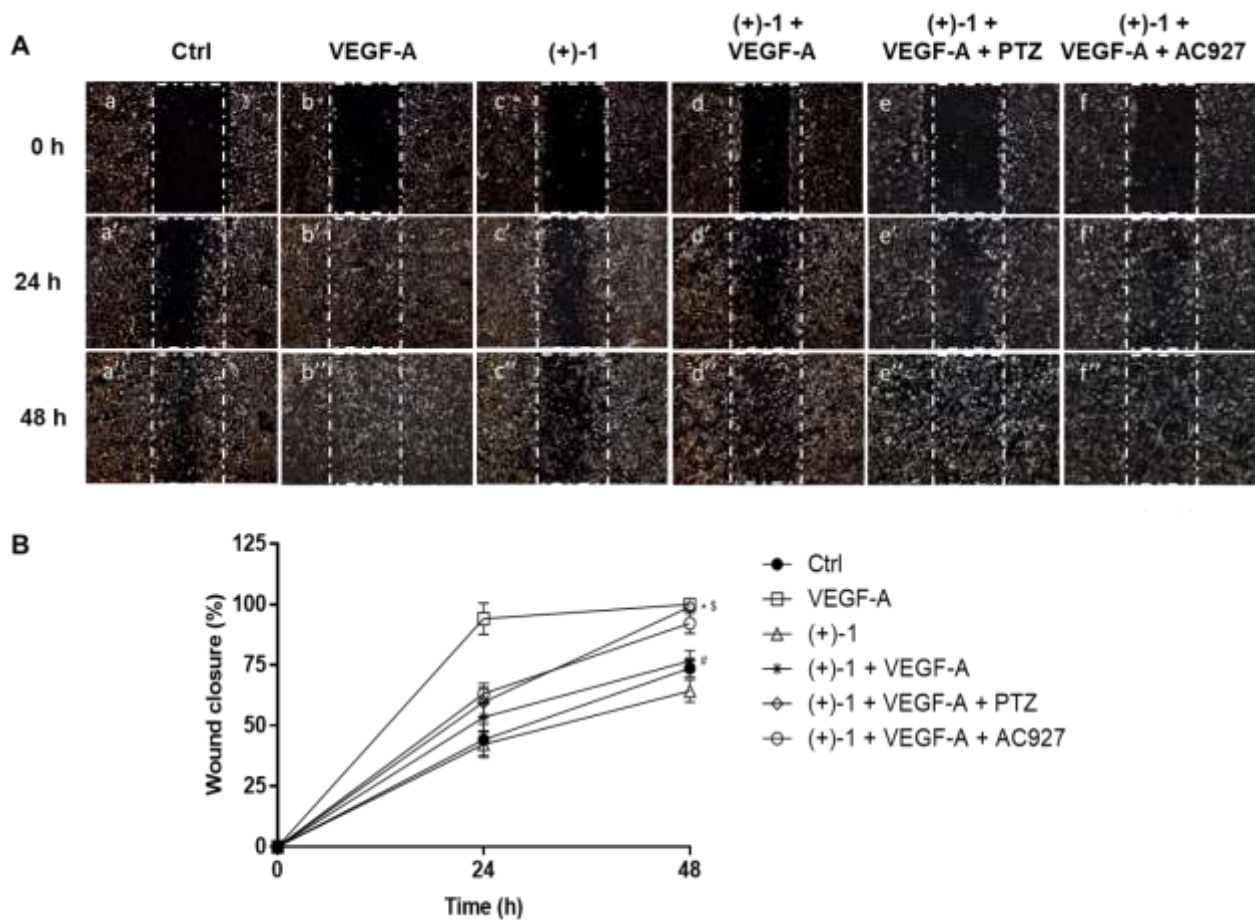 A
Ctrl
VEGF-A
(+)-1
(+)-1 +
VEGF-A
(+)-1 +
VEGF-A + PTZ
(+)-1 +
VEGF-A + AC927
0 h
a
b
c
d
e
f
24 h
a'
b'
c'
d'
e'
f'
48 h
a''
b''
c''
d''
e''
f''
B
Wound closure (%)
125
100
75
50
25
0
0
24
48
Time (h)
* $
#
Ctrl
VEGF-A
(+)-1
(+)-1 + VEGF-A
(+)-1 + VEGF-A + PTZ
(+)-1 + VEGF-A + AC927